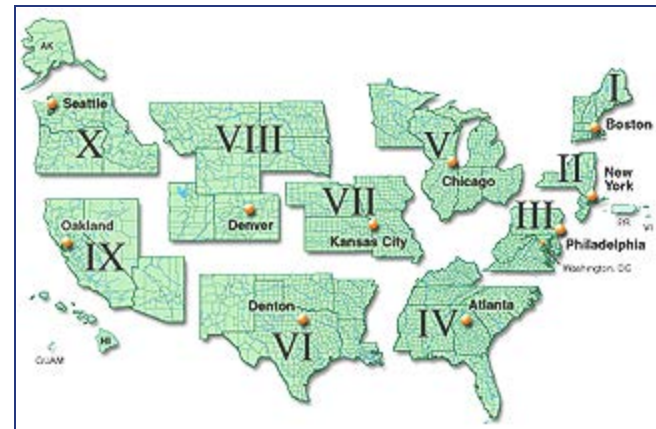 AK
Seattle
X
VIII
V
I
Boston
II
New
York
Chicago
VII
Denver
Kansas City
III
Philadelphia
Washington, DC
PR
VI
Oakland
IX
Denton
VI
IV
Atlanta
HI
GUAM